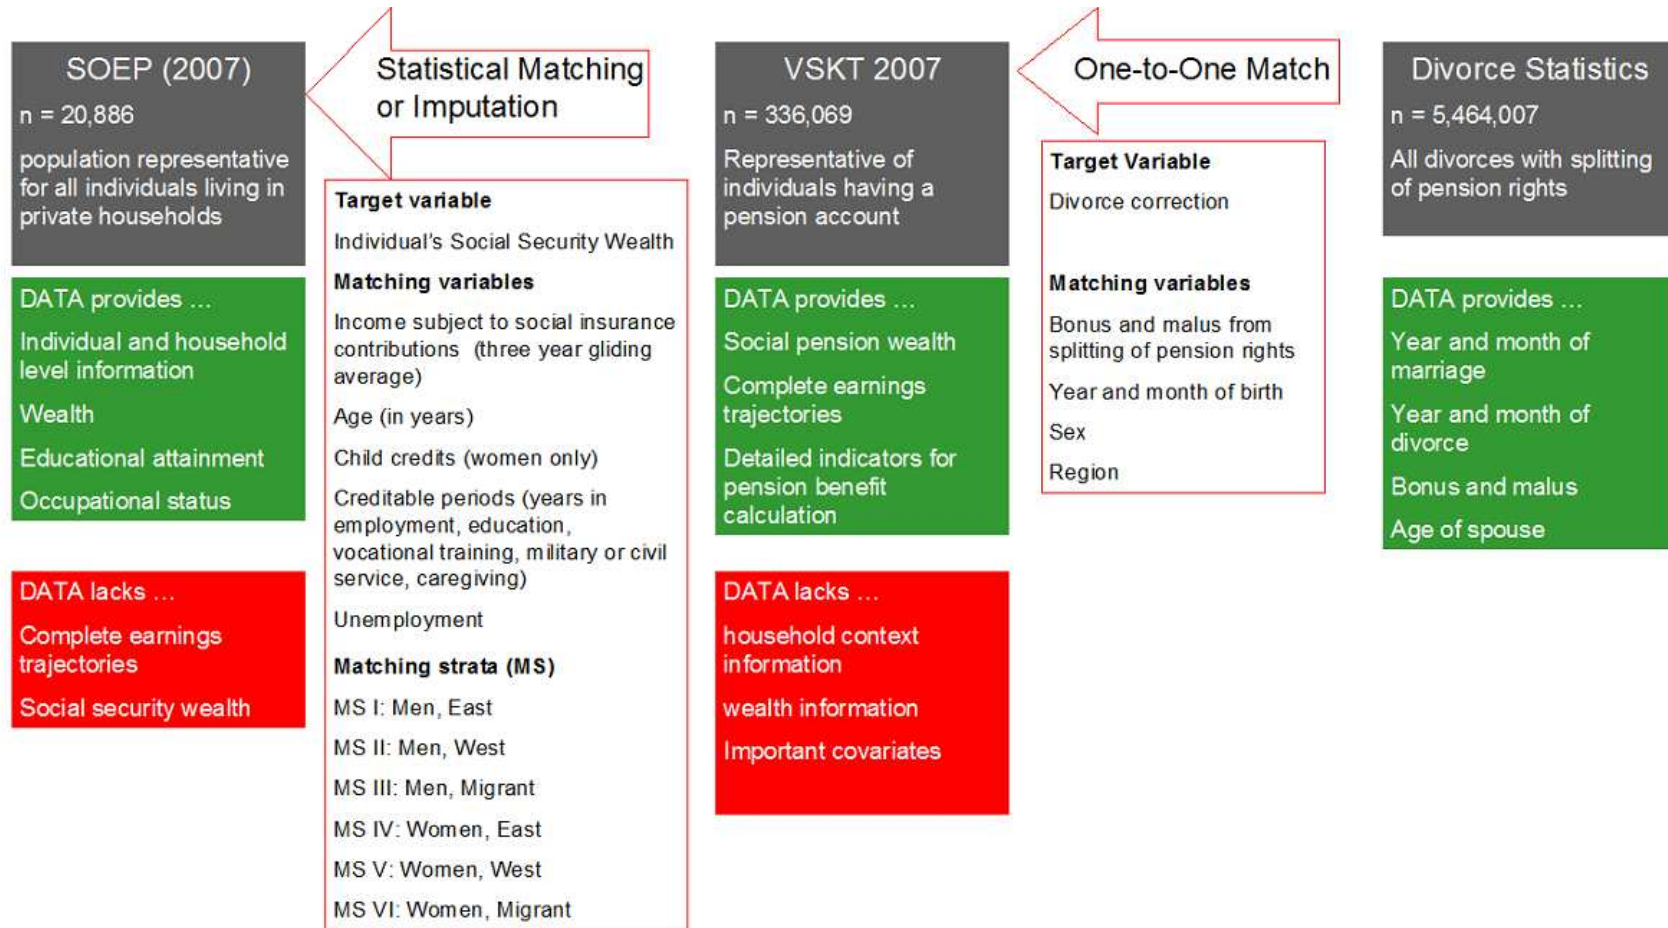 SOEP (2007)
n = 20,886
population representative
for all individuals living in
private households
DATA provides ...
Individual and household
level information
Wealth
Educational attainment
Occupational status
DATA lacks ...
Complete earnings
trajectories
Social security wealth
Statistical Matching
or Imputation
Target variable
Individual's Social Security Wealth
Matching variables
Income subject to social insurance
contributions (three year gliding
average)
Age (in years)
Child credits (women only)
Creditable periods (years in
employment, education,
vocational training, military or civil
service, caregiving)
Unemployment
Matching strata (MS)
MS I: Men, East
MS II: Men, West
MS III: Men, Migrant
MS IV: Women, East
MS V: Women, West
MS VI: Women, Migrant
VSKT 2007
n = 336,069
Representative of
individuals having a
pension account
DATA provides ...
Social pension wealth
Complete earnings
trajectories
Detailed indicators for
pension benefit
calculation
DATA lacks ...
household context
information
wealth information
Important covariates
One-to-One Match
Target Variable
Divorce correction
Matching variables
Bonus and malus from
splitting of pension rights
Year and month of birth
Sex
Region
Divorce Statistics
n = 5,464,007
All divorces with splitting
of pension rights
DATA provides ...
Year and month of
marriage
Year and month of
divorce
Bonus and malus
Age of spouse